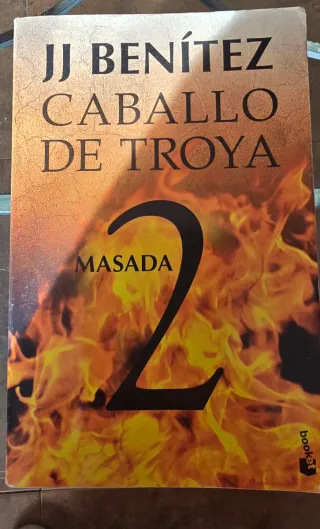 JJ BENÍTEZ
CABALLO
DE TROYA
2
MASADA
booket